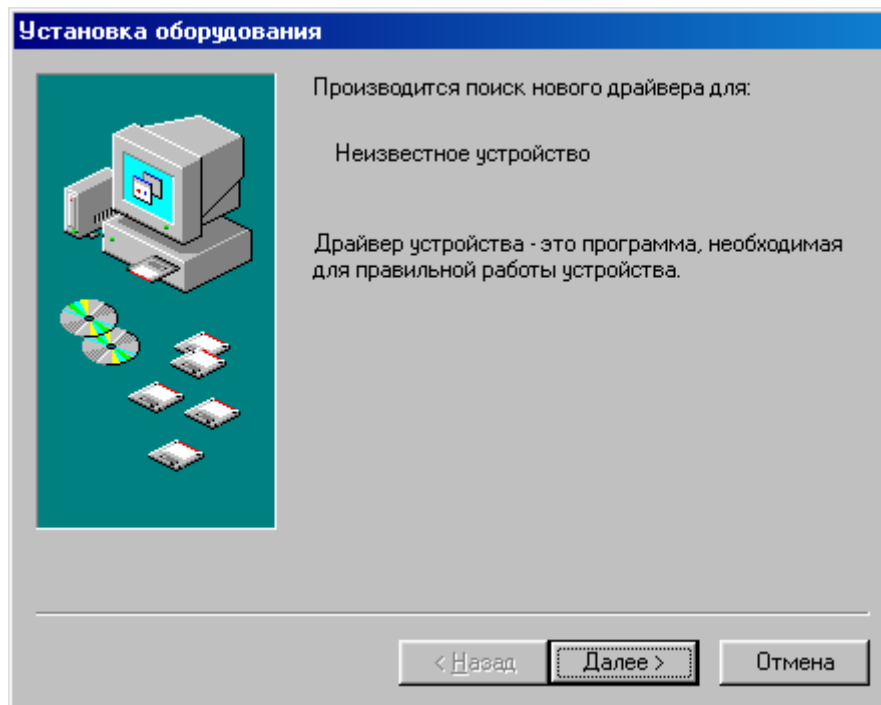 Установка оборудования
Производится поиск нового драйвера для:
Неизвестное устройство
Драйвер устройства - это программа, необходимая
для правильной работы устройства.
< Назад
Далее >
Отмена